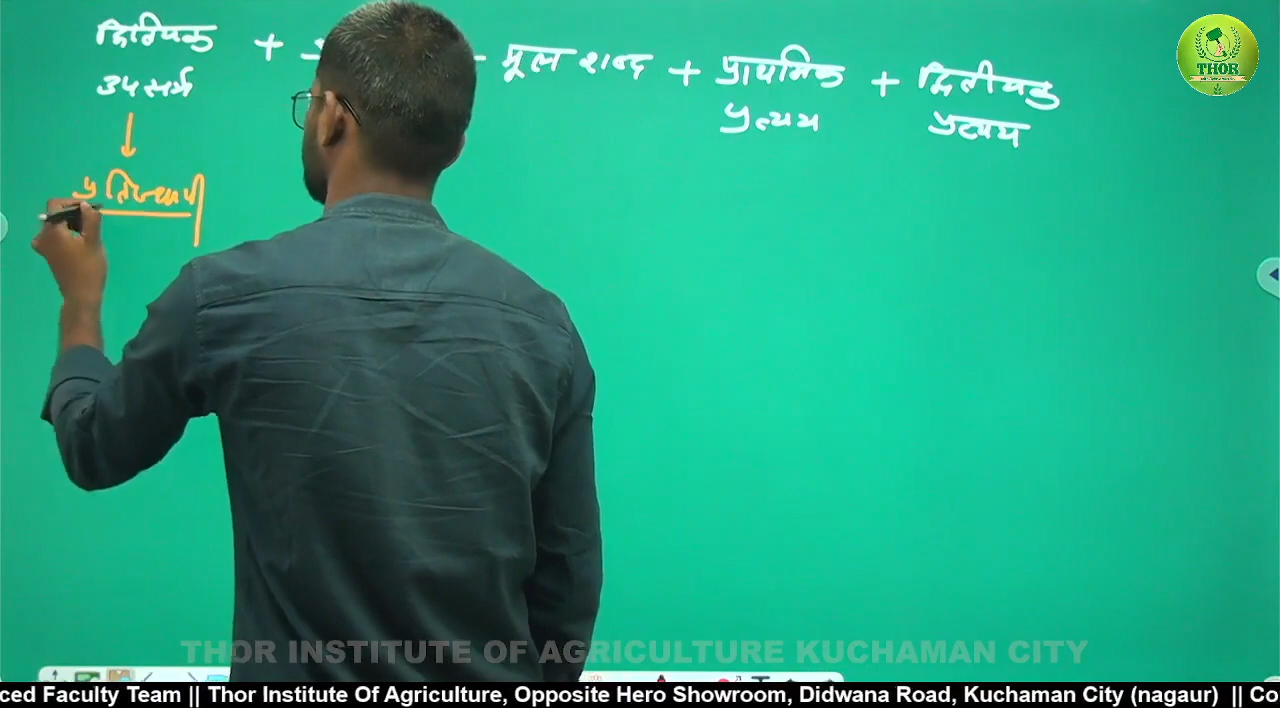 द्वितियक + + मूल शब्द + प्राथमिक + द्वितीयक
उपसर्ग प्रत्यय प्रत्यय
प्रतिस्थापी
THOR
THOR INSTITUTE OF AGRICULTURE KUCHAMAN CITY
ced Faculty Team || Thor Institute Of Agriculture, Opposite Hero Showroom, Didwana Road, Kuchaman City (nagaur) || Co